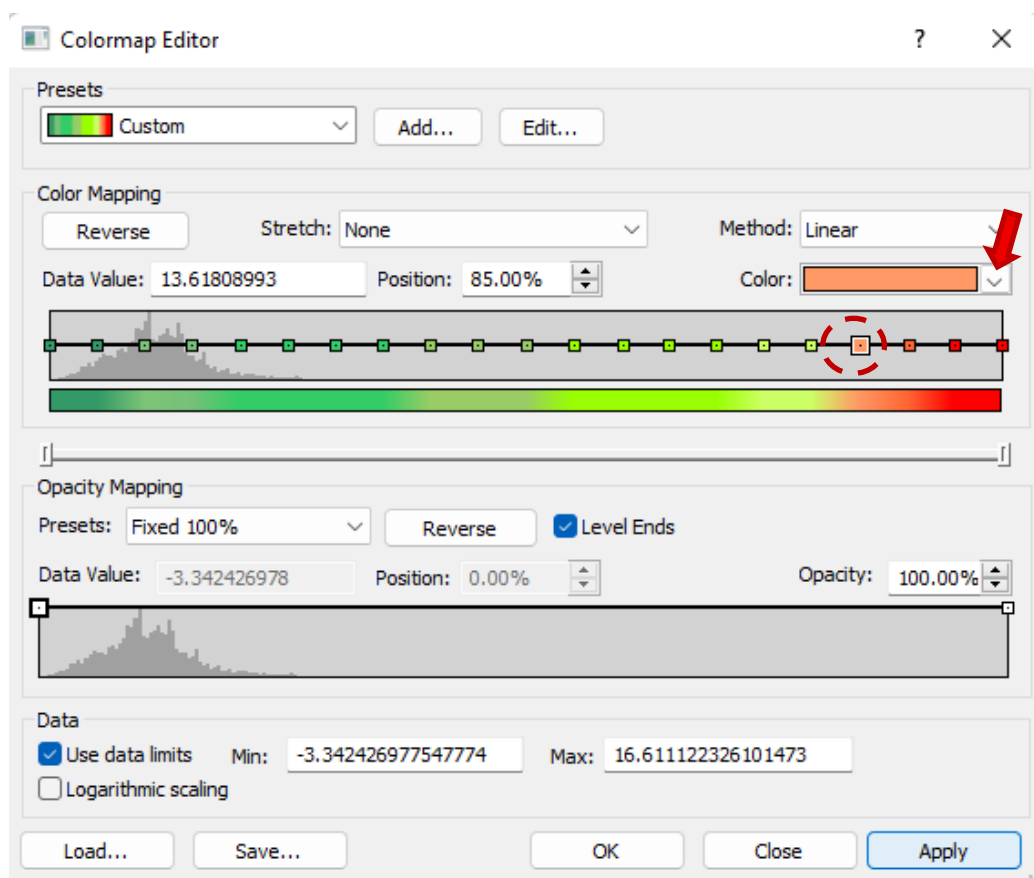 Colormap Editor ? ×
Presets
Custom Add... Edit...
Color Mapping
Reverse Stretch: None Method: Linear
Data Value: 13.61808993 Position: 85.00% Color:
Opacity Mapping
Presets: Fixed 100% Reverse Level Ends
Data Value: -3.342426978 Position: 0.00% Opacity: 100.00%
Data
Use data limits Min: -3.342426977547774 Max: 16.611122326101473
Logarithmic scaling
Load... Save... OK Close Apply